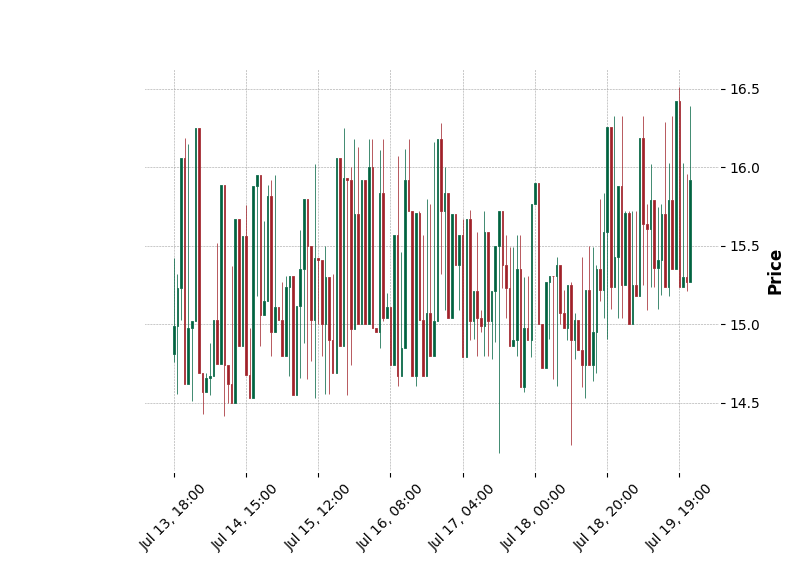 16.5
16.0
15.5
15.0
14.5
Price
Jul 13, 18:00
Jul 14, 15:00
Jul 15, 12:00
Jul 16, 08:00
Jul 17, 04:00
Jul 18, 00:00
Jul 18, 20:00
Jul 19, 19:00